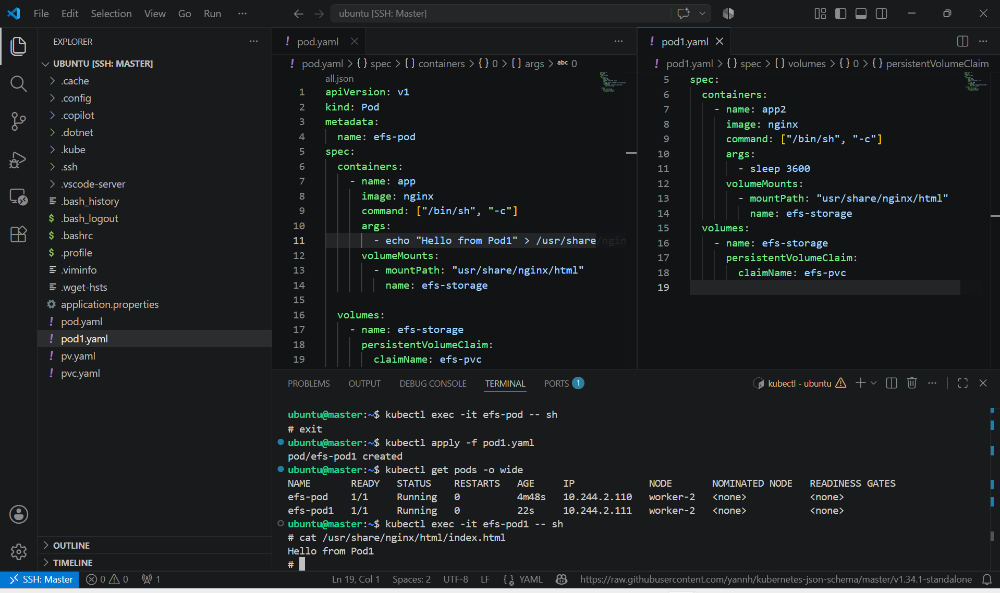 File Edit Selection View Go Run ···
ubuntu [SSH: Master]
EXPLORER
UBUNTU [SSH: MASTER]
.cache
.config
.copilot
.dotnet
.kube
.ssh
.vscode-server
.bash_history
.bash_logout
.bashrc
.profile
.viminfo
.wget-hsts
application.properties
pod.yaml
pod1.yaml
pv.yaml
pvc.yaml
OUTLINE
TIMELINE
pod.yaml
pod.yaml > {} spec > [] containers > {} 0 > [] args > abc 0
all.json
1 apiVersion: v1
2 kind: Pod
3 metadata:
4 name: efs-pod
5 spec:
6 containers:
7 - name: app
8 image: nginx
9 command: ["/bin/sh", "-c"]
10 args:
11 - echo "Hello from Pod1" > /usr/share/ngin
12 volumeMounts:
13 - mountPath: "usr/share/nginx/html"
14 name: efs-storage
15
16 volumes:
17 - name: efs-storage
18 persistentVolumeClaim:
19 claimName: efs-pvc
pod1.yaml
pod1.yaml > {} spec > [] volumes > {} 0 > {} persistentVolumeClaim
5 spec:
6 containers:
7 - name: app2
8 image: nginx
9 command: ["/bin/sh", "-c"]
10 args:
11 - sleep 3600
12 volumeMounts:
13 - mountPath: "usr/share/nginx/html"
14 name: efs-storage
15 volumes:
16 - name: efs-storage
17 persistentVolumeClaim:
18 claimName: efs-pvc
19
PROBLEMS OUTPUT DEBUG CONSOLE TERMINAL PORTS 1
kubectl - ubuntu
ubuntu@master:~$ kubectl exec -it efs-pod -- sh
# exit
ubuntu@master:~$ kubectl apply -f pod1.yaml
pod/efs-pod1 created
ubuntu@master:~$ kubectl get pods -o wide
NAME READY STATUS RESTARTS AGE IP NODE NOMINATED NODE READINESS GATES
efs-pod 1/1 Running 0 4m48s 10.244.2.110 worker-2 <none> <none>
efs-pod1 1/1 Running 0 22s 10.244.2.111 worker-2 <none> <none>
ubuntu@master:~$ kubectl exec -it efs-pod1 -- sh
# cat /usr/share/nginx/html/index.html
Hello from Pod1
#
SSH: Master 0 0 1 Ln 19, Col 1 Spaces: 2 UTF-8 LF {} YAML https://raw.githubusercontent.com/yannh/kubernetes-json-schema/master/v1.34.1-standalone